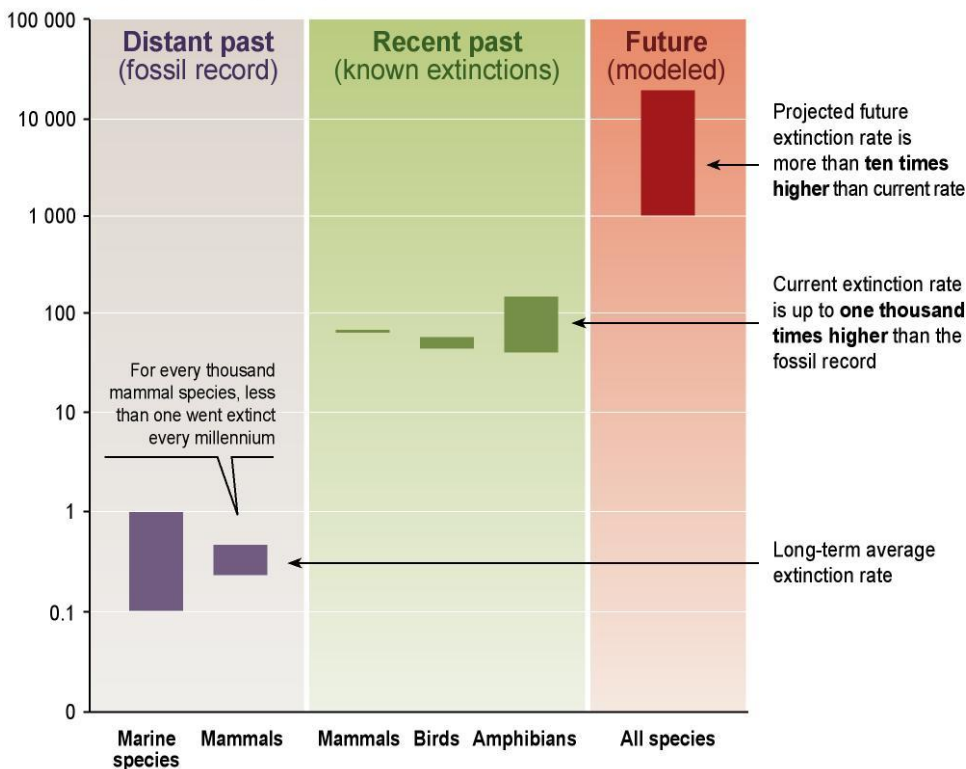 100 000
10 000
1 000
100
10
1
0.1
0
Distant past
(fossil record)
Recent past
(known extinctions)
Future
(modeled)
For every thousand
mammal species, less
than one went extinct
every millennium
Projected future
extinction rate is
more than ten times
higher than current rate
Current extinction rate
is up to one thousand
times higher than the
fossil record
Long-term average
extinction rate
Marine
species
Mammals
Mammals
Birds
Amphibians
All species